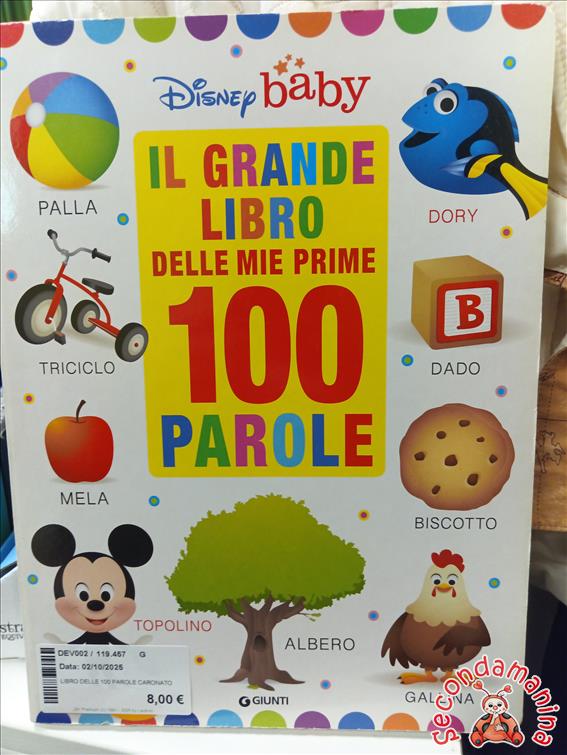 Disney baby
IL GRANDE
LIBRO
DELLE MIE PRIME
100
PAROLE
PALLA
DORY
TRICICLO
B
DADO
MELA
BISCOTTO
TOPOLINO
ALBERO
GALLINA
DEV002 / 119.457 G
Data: 02/10/2025
LIBRO DELLE 100 PAROLE CARONATO
8,00 €
GIUNTI
secondamanina